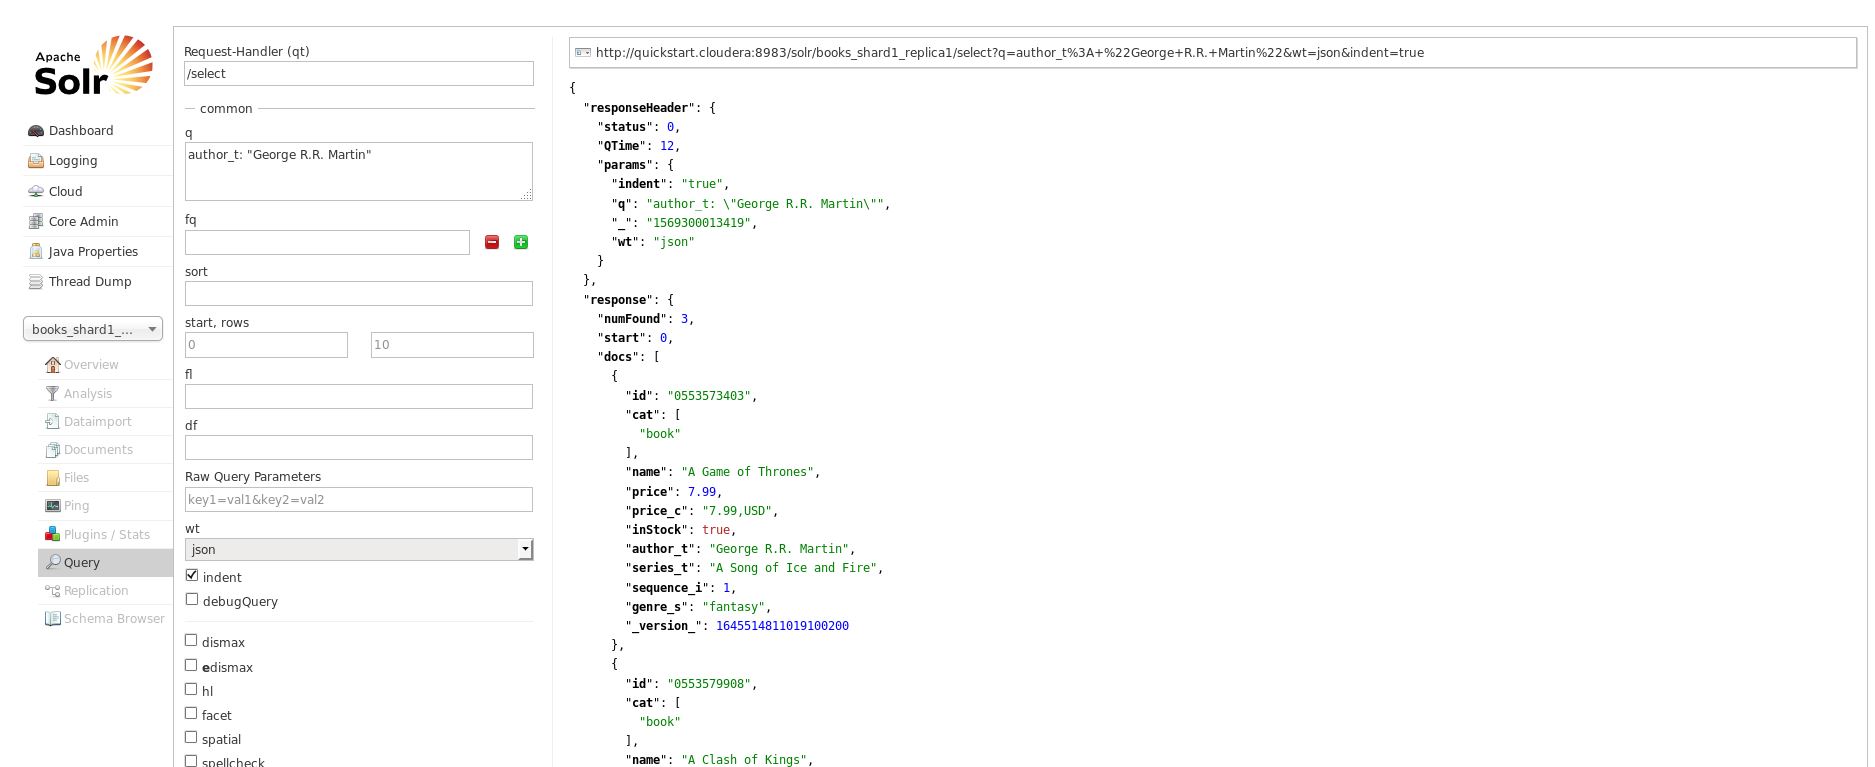 Apache
Solr
Dashboard
Logging
Cloud
Core Admin
Java Properties
Thread Dump
books_shard1_...
Overview
Analysis
Dataimport
Documents
Files
Ping
Plugins / Stats
Query
Replication
Schema Browser
Request-Handler (qt)
/select
common
q
author_t: "George R.R. Martin"
fq
sort
start, rows
0 10
fl
df
Raw Query Parameters
key1=val1&key2=val2
wt
json
indent
debugQuery
dismax
edismax
hl
facet
spatial
spellcheck
http://quickstart.cloudera:8983/solr/books_shard1_replica1/select?q=author_t%3A+%22George+R.R.+Martin%22&wt=json&indent=true
{
"responseHeader": {
"status": 0,
"QTime": 12,
"params": {
"indent": "true",
"q": "author_t: \"George R.R. Martin\"",
"_": "1569300013419",
"wt": "json"
}
},
"response": {
"numFound": 3,
"start": 0,
"docs": [
{
"id": "0553573403",
"cat": [
"book"
],
"name": "A Game of Thrones",
"price": 7.99,
"price_c": "7.99,USD",
"inStock": true,
"author_t": "George R.R. Martin",
"series_t": "A Song of Ice and Fire",
"sequence_i": 1,
"genre_s": "fantasy",
"_version_": 1645514811019100200
},
{
"id": "0553579908",
"cat": [
"book"
],
"name": "A Clash of Kings",